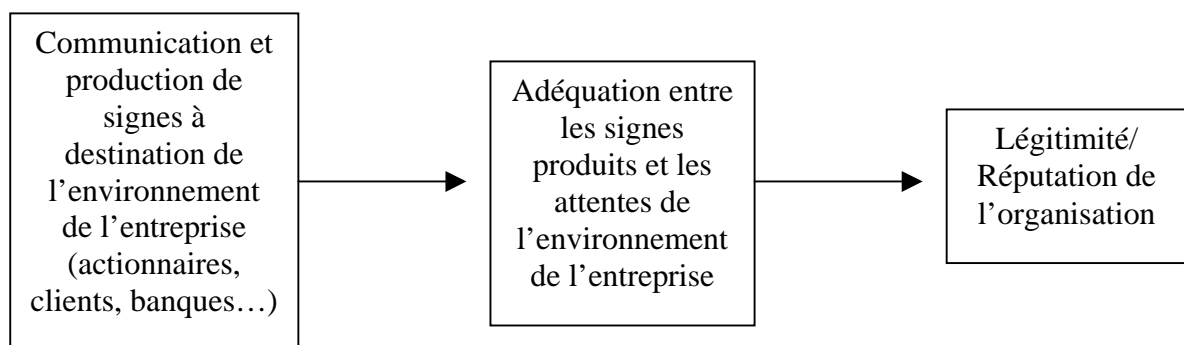 Communication et
production de
signes à
destination de
l’environnement
de l’entreprise
(actionnaires,
clients, banques…)
Adéquation entre
les signes
produits et les
attentes de
l’environnement
de l’entreprise
Légitimité/
Réputation de
l’organisation